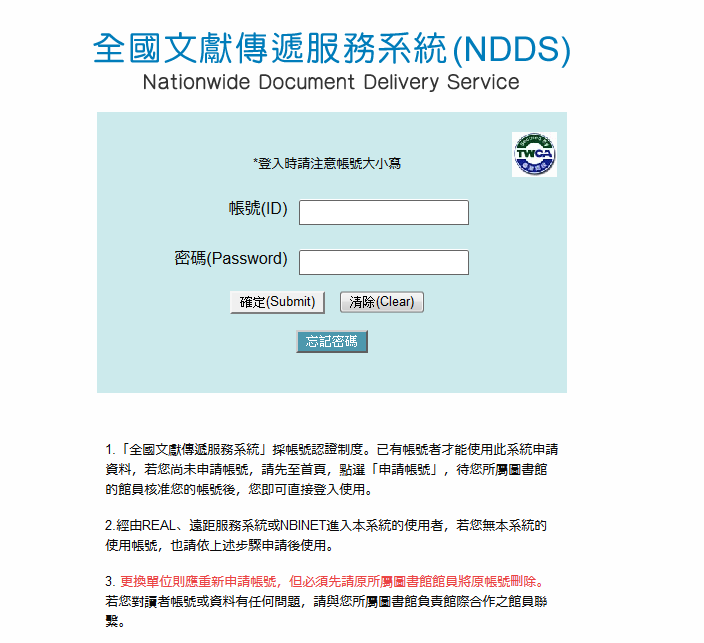 全國文獻傳遞服務系統(NDDS)
Nationwide Document Delivery Service
*登入時請注意帳號大小寫
TWCA
帳號(ID)
密碼(Password)
確定(Submit)
清除(Clear)
忘記密碼
1.「全國文獻傳遞服務系統」採帳號認證制度。已有帳號者才能使用此系統申請
資料，若您尚未申請帳號，請先至首頁，點選「申請帳號」，待您所屬圖書館
的館員核准您的帳號後，您即可直接登入使用。
2.經由REAL、遠距服務系統或NBINET進入本系統的使用者，若您無本系統的
使用帳號，也請依上述步驟申請後使用。
3. 更換單位則應重新申請帳號，但必須先請原所屬圖書館館員將原帳號刪除。
若您對讀者帳號或資料有任何問題，請與您所屬圖書館負責館際合作之館員聯
繫。